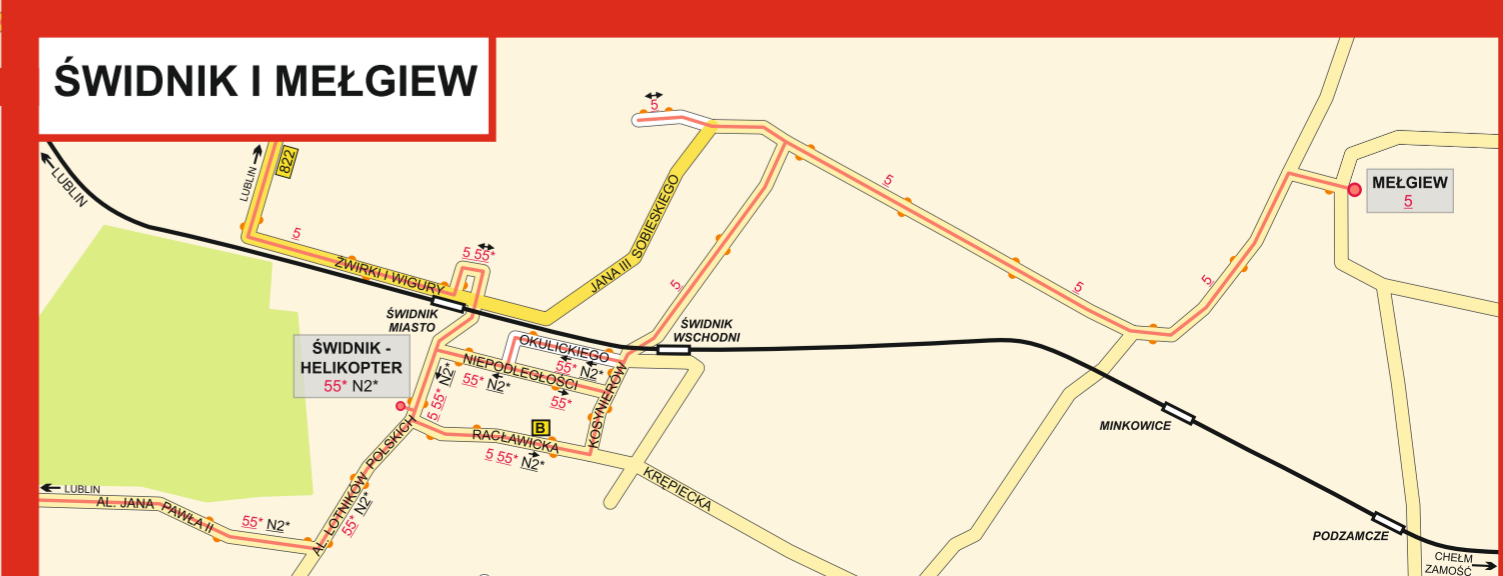 ŚWIDNIK I MEŁGIEW
5
LUBLIN
822
LUBLIN
5
MEŁGIEW
5
5
5 55*
ŻWIRKI I WIGURY
JANA III SOBIESKIEGO
5
5
5
ŚWIDNIK
MIASTO
ŚWIDNIK
WSCHODNI
ŚWIDNIK -
HELIKOPTER
55* N2*
OKULICKIEGO
55* N2*
NIEPODLEGŁOŚCI
55* N2*
55*
5 55* N2*
KOSYNIERÓW
B
RACŁAWICKA
5 55* N2*
MINKOWICE
KRĘPIECKA
AL. LOTNIKÓW POLSKICH
55* N2*
LUBLIN
AL. JANA PAWŁA II
55* N2*
PODZAMCZE
CHEŁM
ZAMOŚĆ